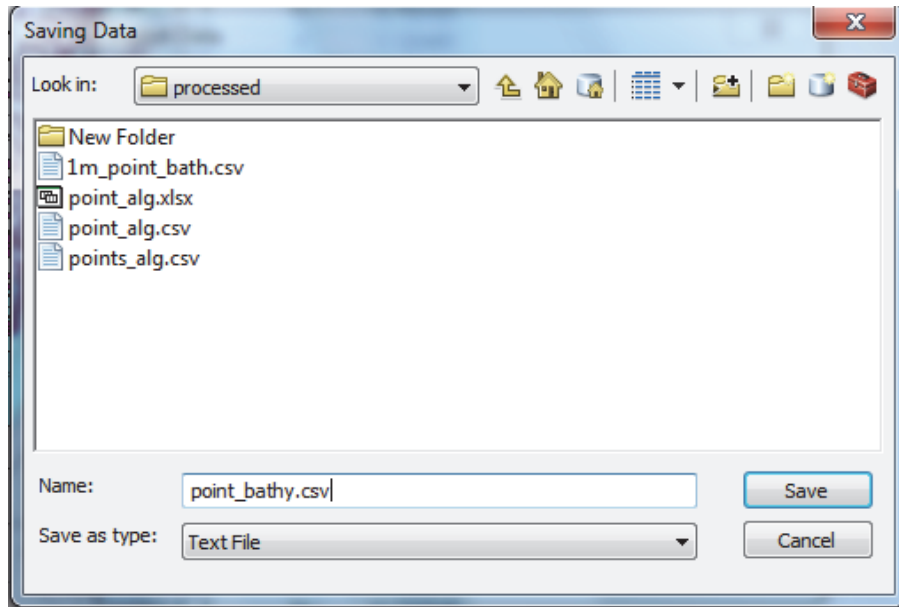 Saving Data
Look in: processed
New Folder
1m_point_bath.csv
point_alg.xlsx
point_alg.csv
points_alg.csv
Name: point_bathy.csv Save
Save as type: Text File Cancel